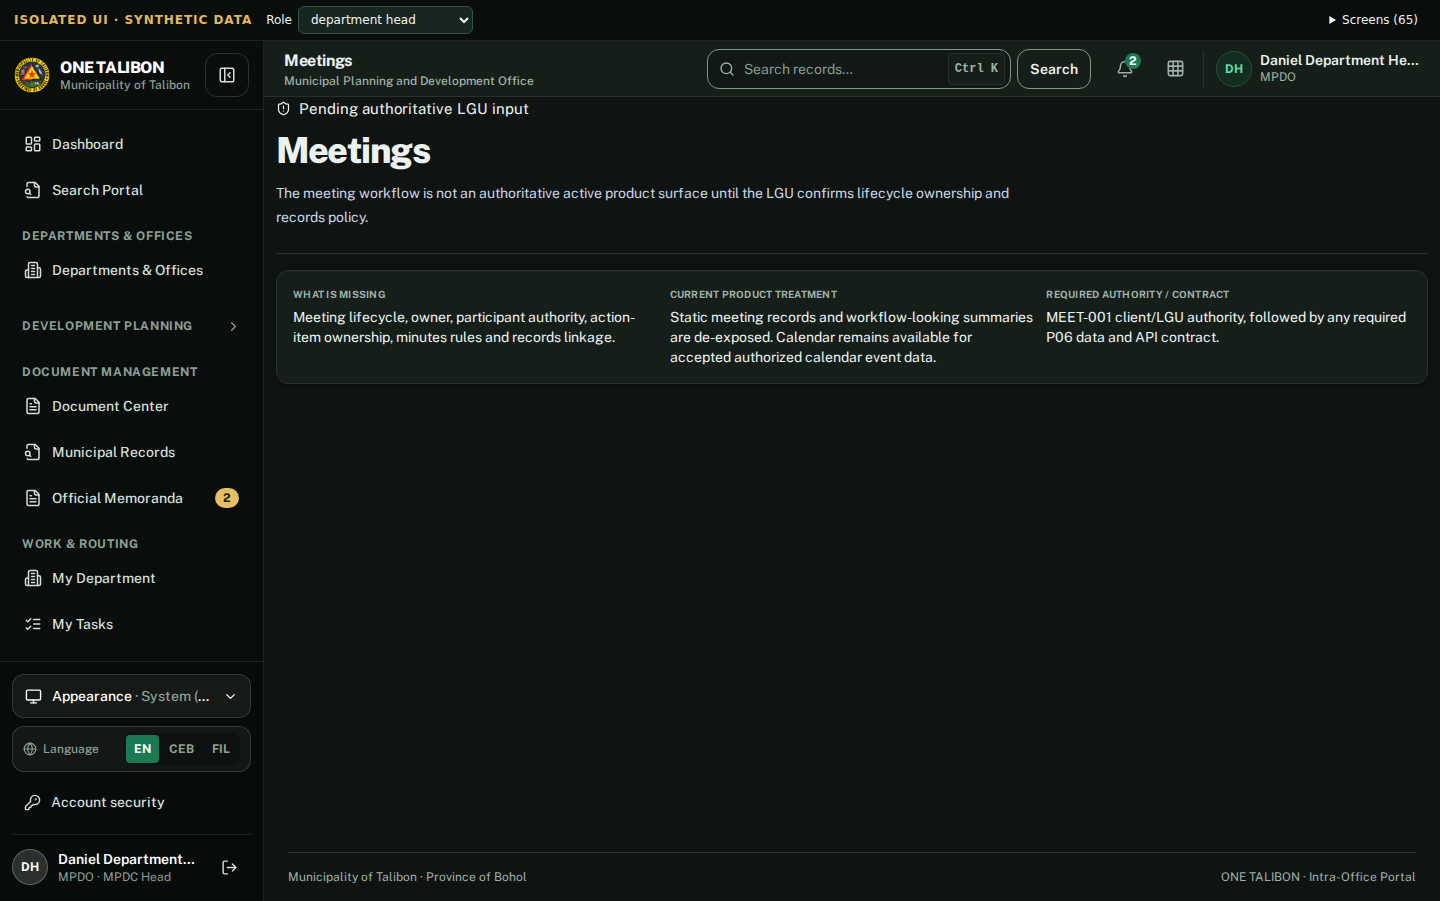 ISOLATED UI · SYNTHETIC DATA
Role
department head
Screens (65)
ONE TALIBON
Municipality of Talibon
Meetings
Municipal Planning and Development Office
Search records...
Ctrl K
Search
2
DH
Daniel Department He...
MPDO
Dashboard
Search Portal
DEPARTMENTS & OFFICES
Departments & Offices
DEVELOPMENT PLANNING
DOCUMENT MANAGEMENT
Document Center
Municipal Records
Official Memoranda
2
WORK & ROUTING
My Department
My Tasks
Appearance · System (...
Language
EN
CEB
FIL
Account security
DH
Daniel Department...
MPDO · MPDC Head
Pending authoritative LGU input
Meetings
The meeting workflow is not an authoritative active product surface until the LGU confirms lifecycle ownership and
records policy.
WHAT IS MISSING
Meeting lifecycle, owner, participant authority, action-
item ownership, minutes rules and records linkage.
CURRENT PRODUCT TREATMENT
Static meeting records and workflow-looking summaries
are de-exposed. Calendar remains available for
accepted authorized calendar event data.
REQUIRED AUTHORITY / CONTRACT
MEET-001 client/LGU authority, followed by any required
P06 data and API contract.
Municipality of Talibon · Province of Bohol
ONE TALIBON · Intra-Office Portal